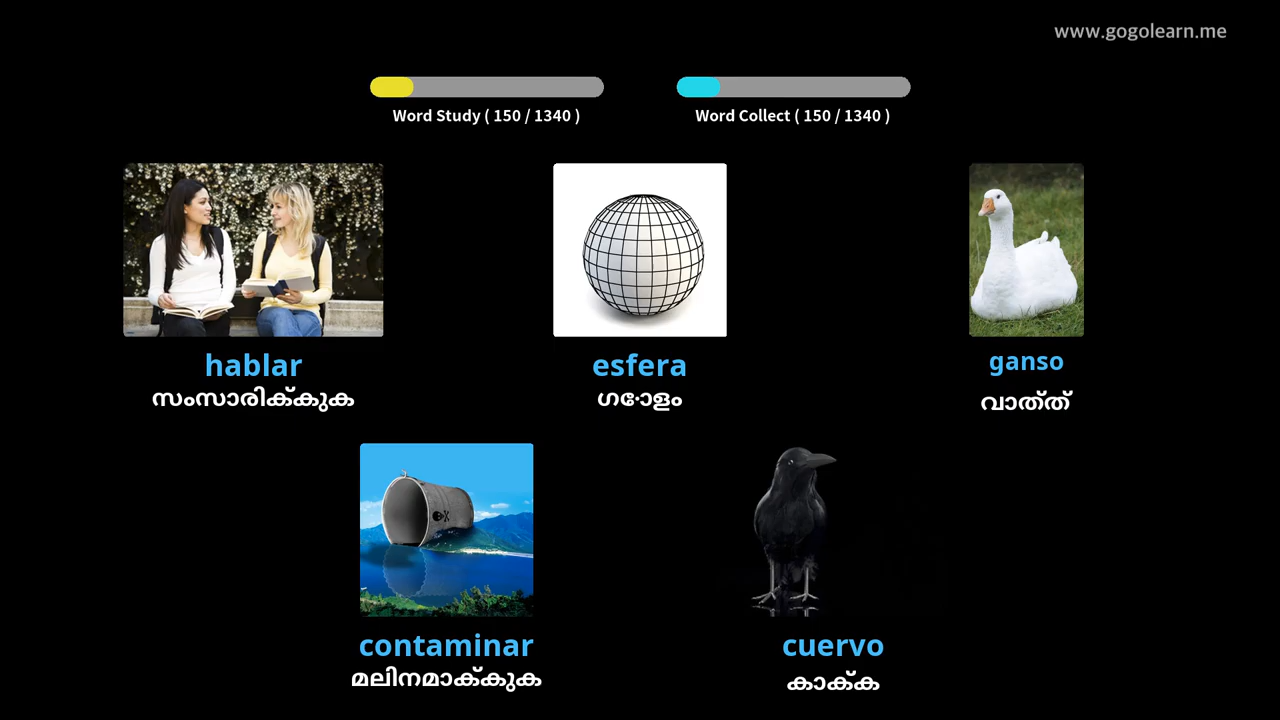 www.gogolearn.me
Word Study ( 150 / 1340 )
Word Collect ( 150 / 1340 )
hablar
സംസാരിക്കുക
esfera
ഗോളം
ganso
വാത്ത്
contaminar
മലിനമാക്കുക
cuervo
കാക്ക